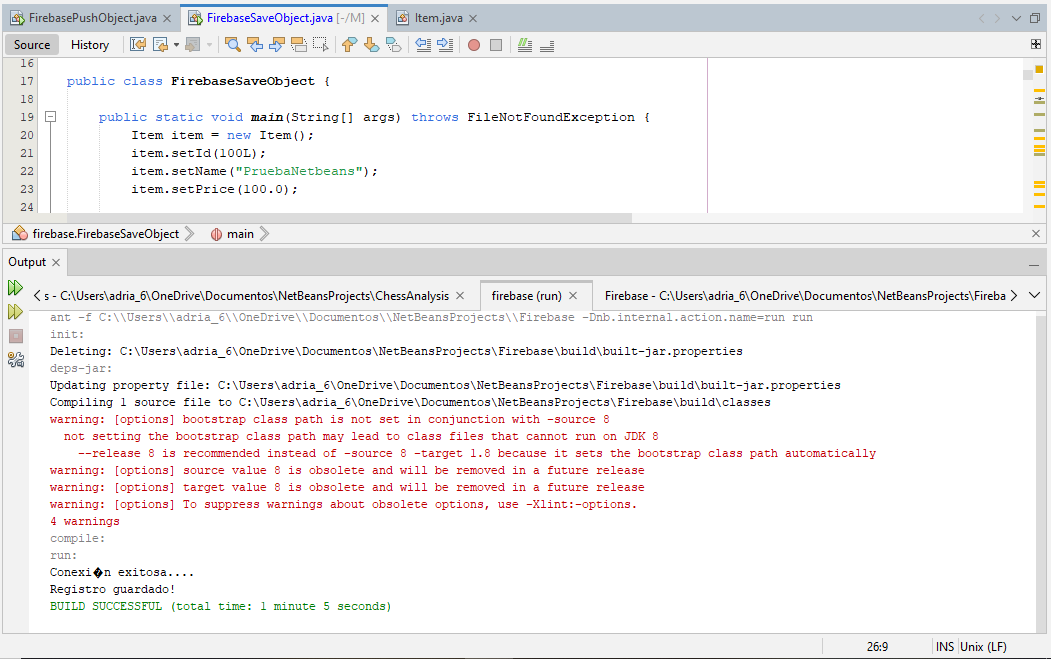 FirebasePushObject.java FirebaseSaveObject.java [-/M] Item.java
Source History
16
17 public class FirebaseSaveObject {
18
19 public static void main(String[] args) throws FileNotFoundException {
20 Item item = new Item();
21 item.setId(100L);
22 item.setName("PruebaNetbeans");
23 item.setPrice(100.0);
24
firebase.FirebaseSaveObject main
Output
s - C:\Users\adria_6\OneDrive\Documentos\NetBeansProjects\ChessAnalysis firebase (run) Firebase - C:\Users\adria_6\OneDrive\Documentos\NetBeansProjects\Fireba
ant -f C:\\Users\\adria_6\\OneDrive\\Documentos\\NetBeansProjects\\Firebase -Dnb.internal.action.name=run run
init:
Deleting: C:\Users\adria_6\OneDrive\Documentos\NetBeansProjects\Firebase\build\built-jar.properties
deps-jar:
Updating property file: C:\Users\adria_6\OneDrive\Documentos\NetBeansProjects\Firebase\build\built-jar.properties
Compiling 1 source file to C:\Users\adria_6\OneDrive\Documentos\NetBeansProjects\Firebase\build\classes
warning: [options] bootstrap class path is not set in conjunction with -source 8
not setting the bootstrap class path may lead to class files that cannot run on JDK 8
--release 8 is recommended instead of -source 8 -target 1.8 because it sets the bootstrap class path automatically
warning: [options] source value 8 is obsolete and will be removed in a future release
warning: [options] target value 8 is obsolete and will be removed in a future release
warning: [options] To suppress warnings about obsolete options, use -Xlint:-options.
4 warnings
compile:
run:
Conexi�n exitosa....
Registro guardado!
BUILD SUCCESSFUL (total time: 1 minute 5 seconds)
26:9 INS Unix (LF)